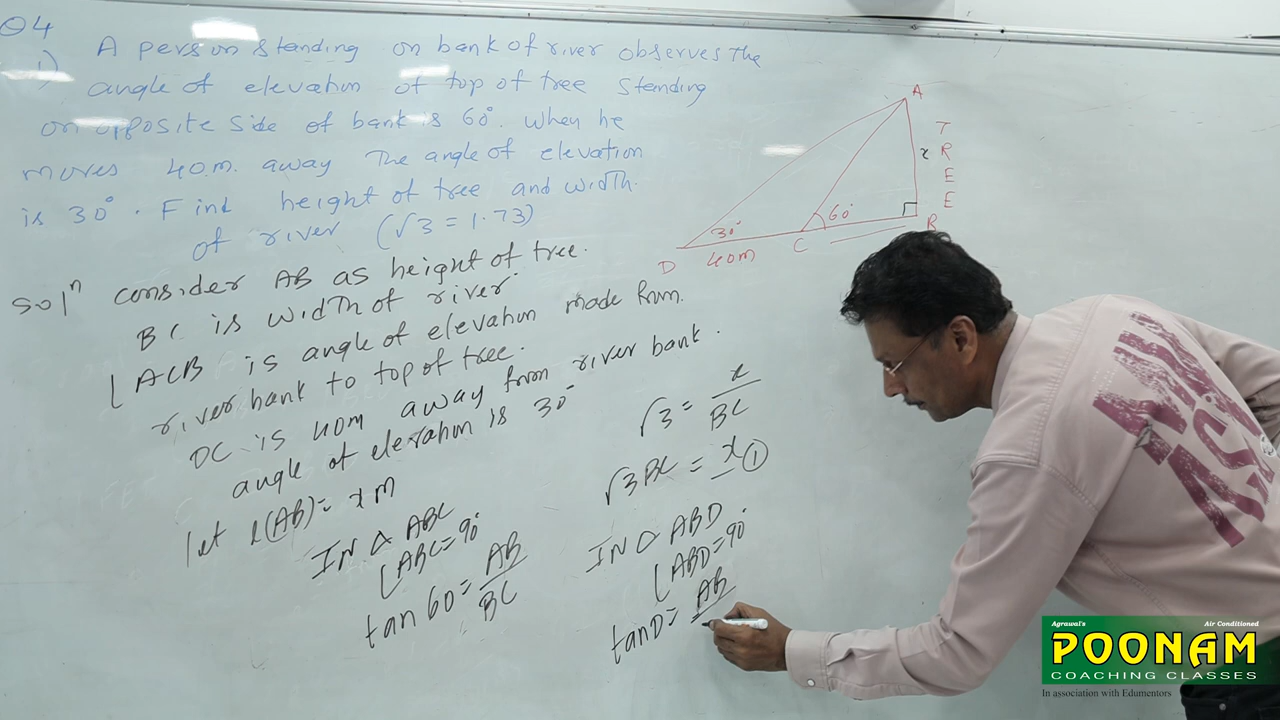 Q4
1) A person standing on bank of river observes the
angle of elevation of top of tree standing
on opposite side of bank is 60°. When he
moves 40m. away The angle of elevation
is 30°. Find height of tree and width.
of river (√3 = 1.73)
Solⁿ consider AB as height of tree.
BC is width of river.
∠ACB is angle of elevation made from.
river bank to top of tree.
DC is 40m away from river bank.
angle of elevation is 30°
let l(AB) = x m
IN △ ABC
∠ABC = 90°
tan 60 = AB/BC
√3 = x/BC
√3BC = x ①
IN △ ABD
∠ABD = 90°
tan D = AB
A
x
TREE
60°
30°
B
C
D
40m
Agrawal's Air Conditioned
POONAM
COACHING CLASSES
In association with Edumentors